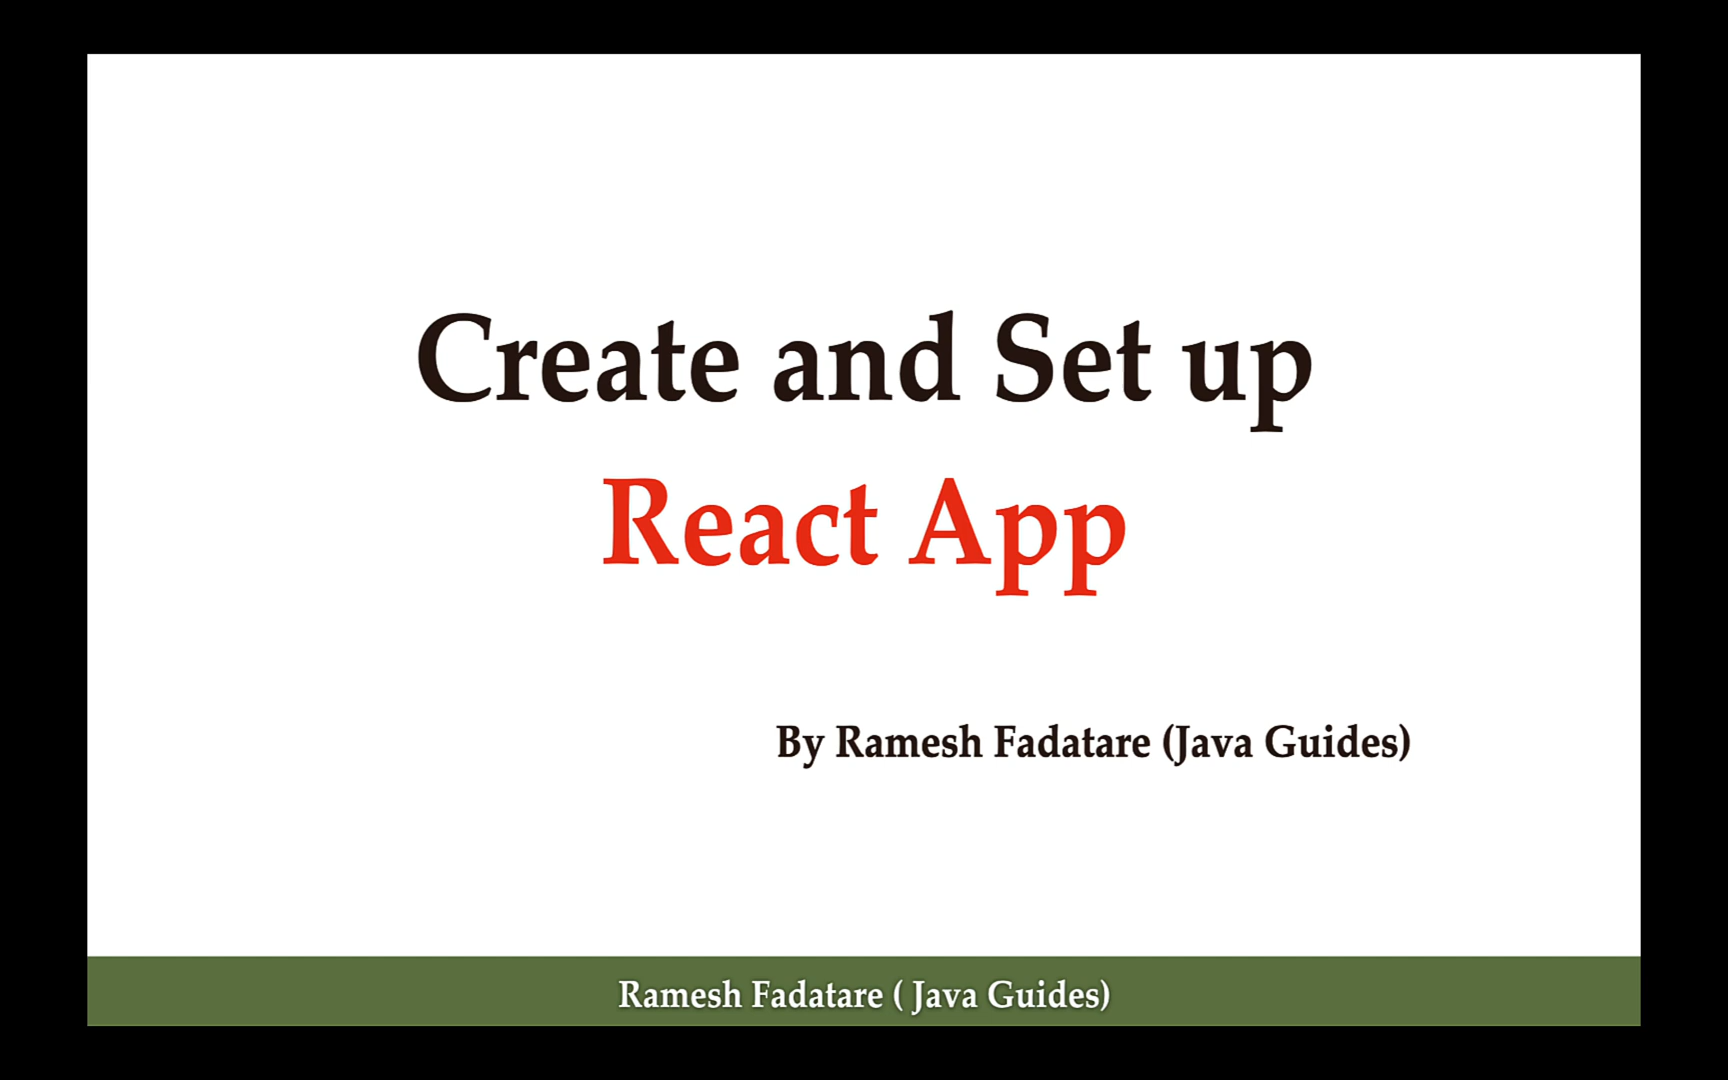 Create and Set up
React App
By Ramesh Fadatare (Java Guides)
Ramesh Fadatare ( Java Guides)